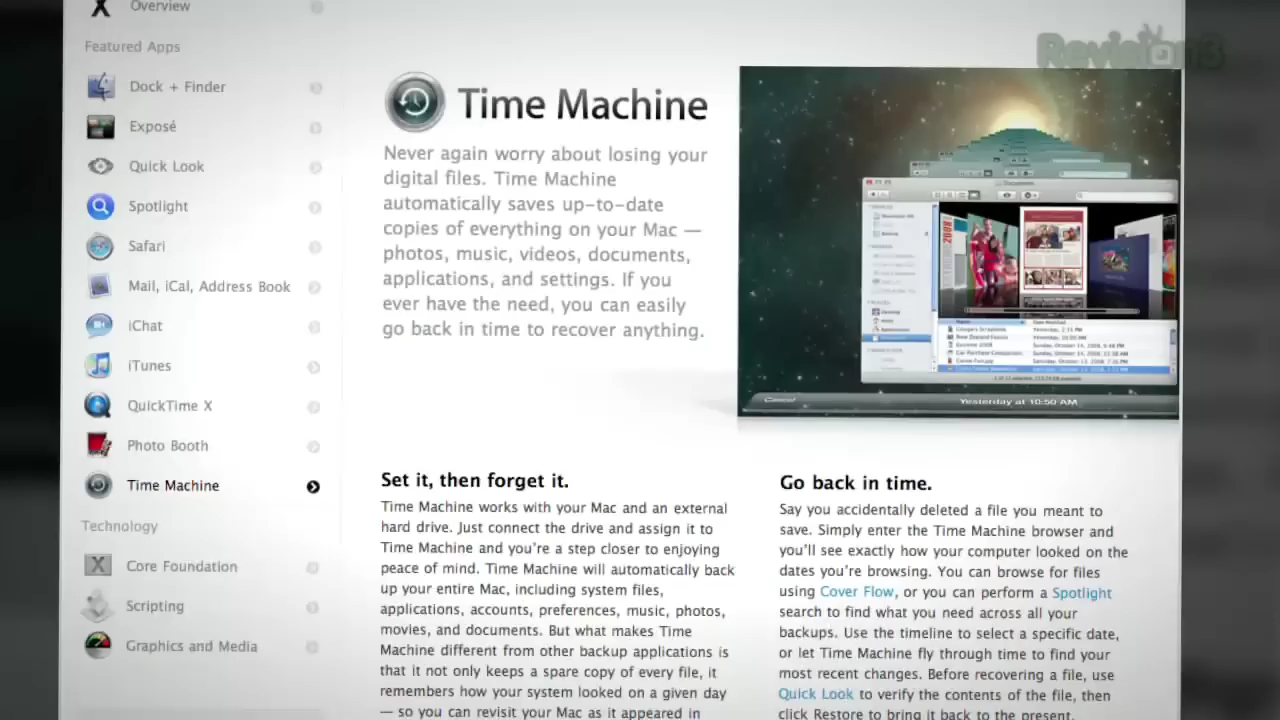 Overview
Featured Apps
Dock + Finder
Exposé
Quick Look
Spotlight
Safari
Mail, iCal, Address Book
iChat
iTunes
QuickTime X
Photo Booth
Time Machine
Technology
Core Foundation
Scripting
Graphics and Media
Revision3
Time Machine
Never again worry about losing your
digital files. Time Machine
automatically saves up-to-date
copies of everything on your Mac —
photos, music, videos, documents,
applications, and settings. If you
ever have the need, you can easily
go back in time to recover anything.
Cancel
Yesterday at 10:50 AM
Set it, then forget it.
Time Machine works with your Mac and an external
hard drive. Just connect the drive and assign it to
Time Machine and you're a step closer to enjoying
peace of mind. Time Machine will automatically back
up your entire Mac, including system files,
applications, accounts, preferences, music, photos,
movies, and documents. But what makes Time
Machine different from other backup applications is
that it not only keeps a spare copy of every file, it
remembers how your system looked on a given day
— so you can revisit your Mac as it appeared in
Go back in time.
Say you accidentally deleted a file you meant to
save. Simply enter the Time Machine browser and
you'll see exactly how your computer looked on the
dates you're browsing. You can browse for files
using Cover Flow, or you can perform a Spotlight
search to find what you need across all your
backups. Use the timeline to select a specific date,
or let Time Machine fly through time to find your
most recent changes. Before recovering a file, use
Quick Look to verify the contents of the file, then
click Restore to bring it back to the present.